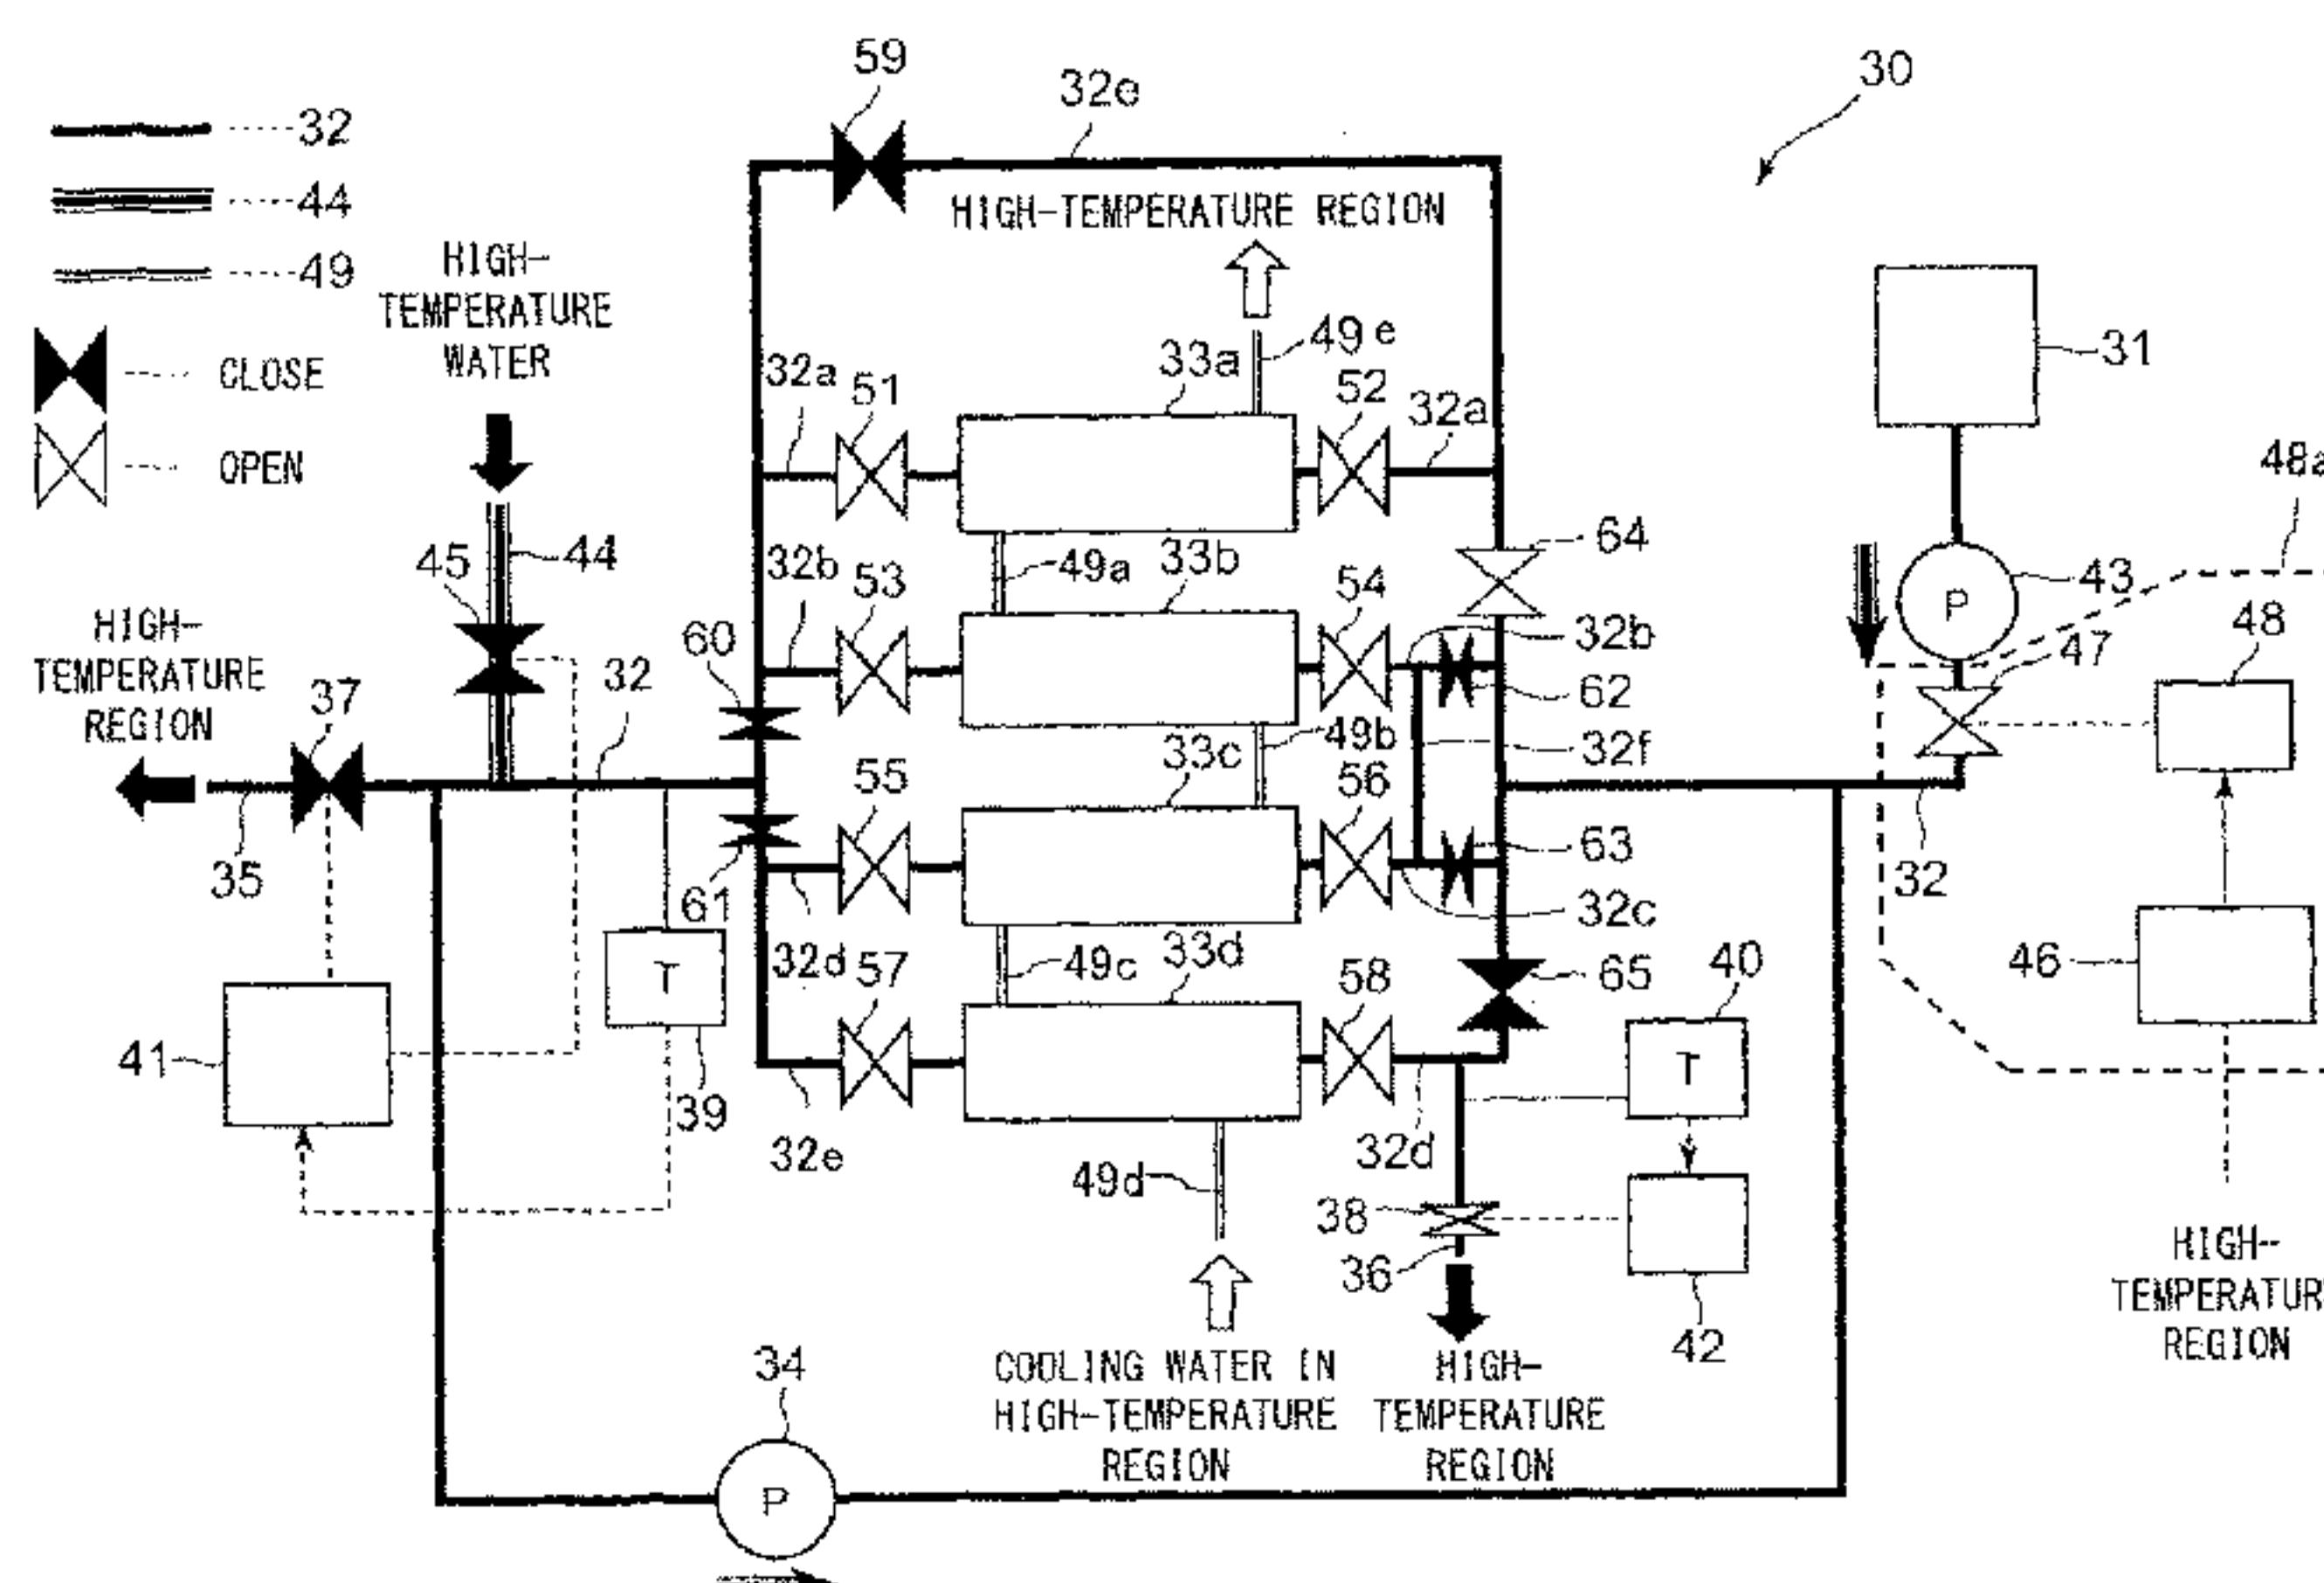 59
32e
30
32
44
49
HIGH-TEMPERATURE REGION
HIGH-
TEMPERATURE
WATER
CLOSE
OPEN
31
32a
51
33a
49e
52
32a
48a
45
44
32b
53
49a
33b
54
64
43
P
48
47
HIGH-
TEMPERATURE
REGION
37
60
32
32b
62
49b
32f
55
33c
56
63
35
61
32
32c
32d
57
49c
33d
58
65
40
46
T
T
41
39
32e
49d
32d
38
36
42
HIGH-
TEMPERATUR
REGION
34
COOLING WATER IN
HIGH-TEMPERATURE
REGION
HIGH-
TEMPERATURE
REGION
P